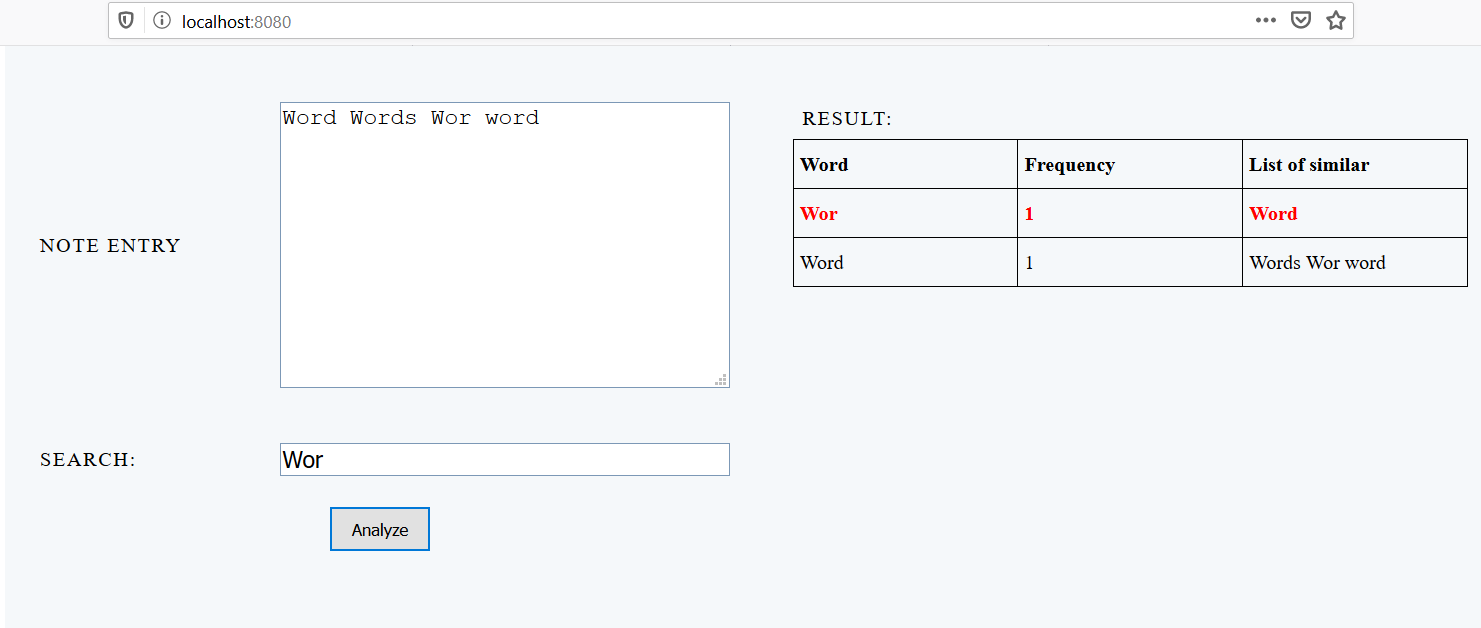 localhost:8080
Word Words Wor word
NOTE ENTRY
RESULT:
Word Frequency List of similar
Wor 1 Word
Word 1 Words Wor word
SEARCH:
Wor
Analyze